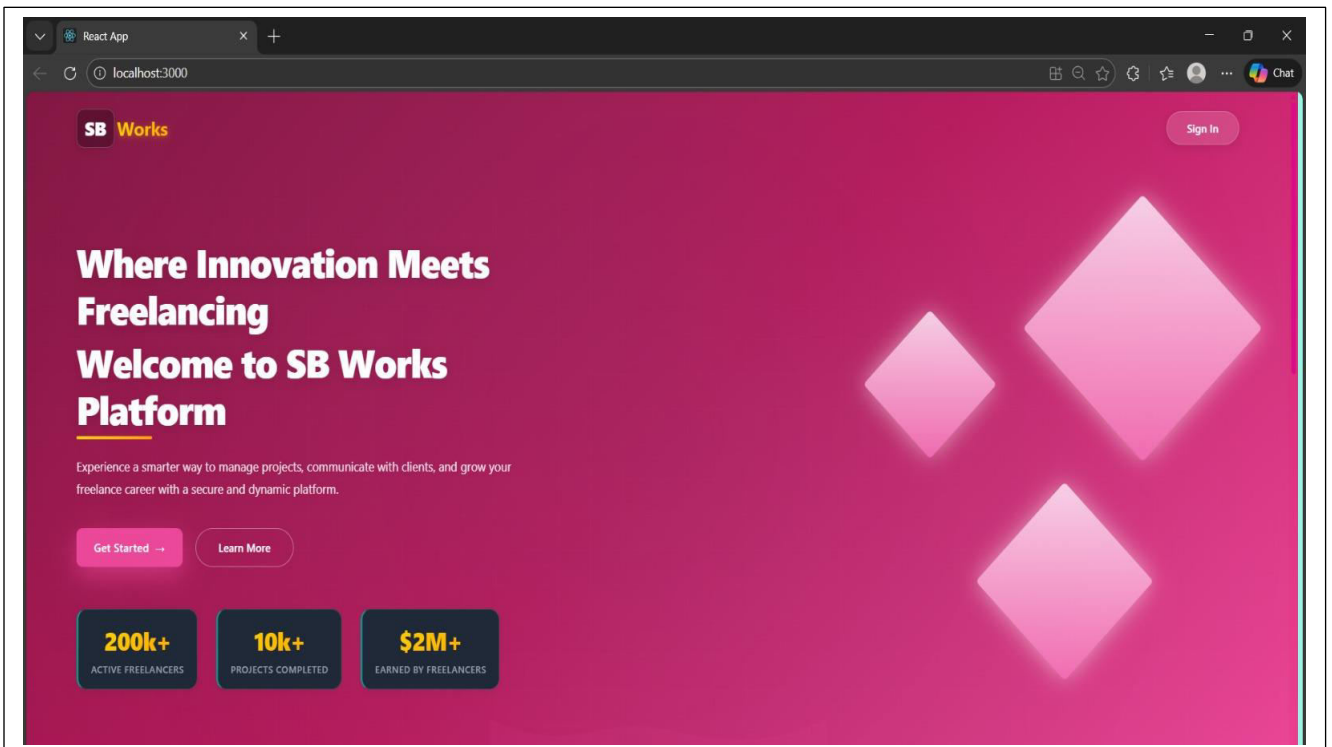 React App
localhost:3000
Chat
SB Works
Sign In
Where Innovation Meets
Freelancing
Welcome to SB Works
Platform
Experience a smarter way to manage projects, communicate with clients, and grow your
freelance career with a secure and dynamic platform.
Get Started →
Learn More
200k+
ACTIVE FREELANCERS
10k+
PROJECTS COMPLETED
$2M+
EARNED BY FREELANCERS